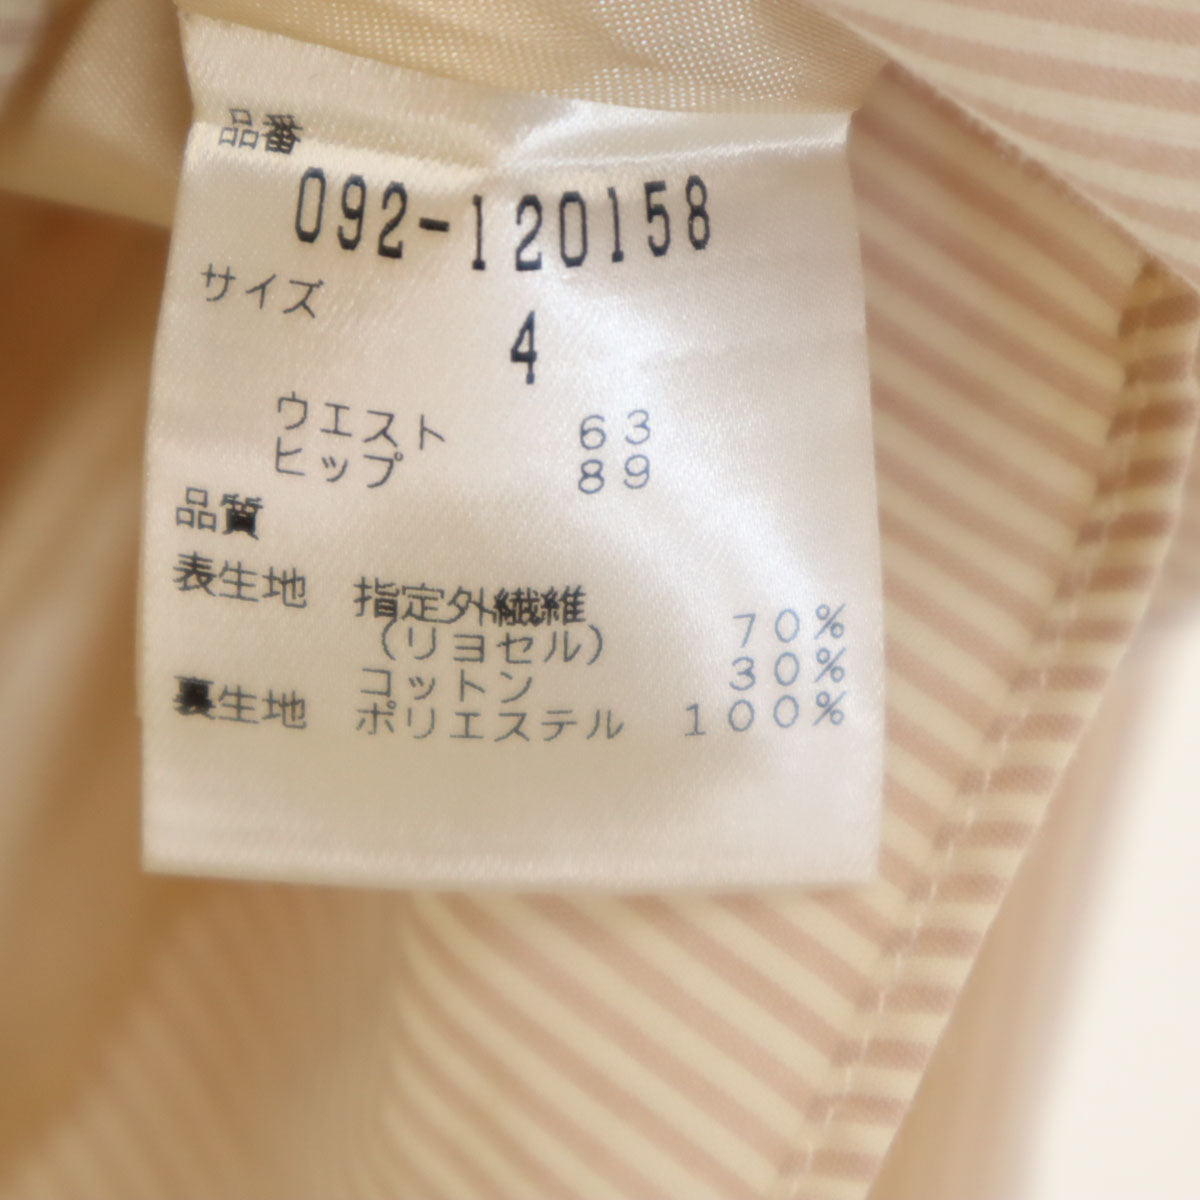 品番
092-120158
サイズ
4
ウエスト 63
ヒップ 89
品質
表生地 指定外繊維 70%
(リヨセル)
コットン 30%
裏生地 ポリエステル 100%